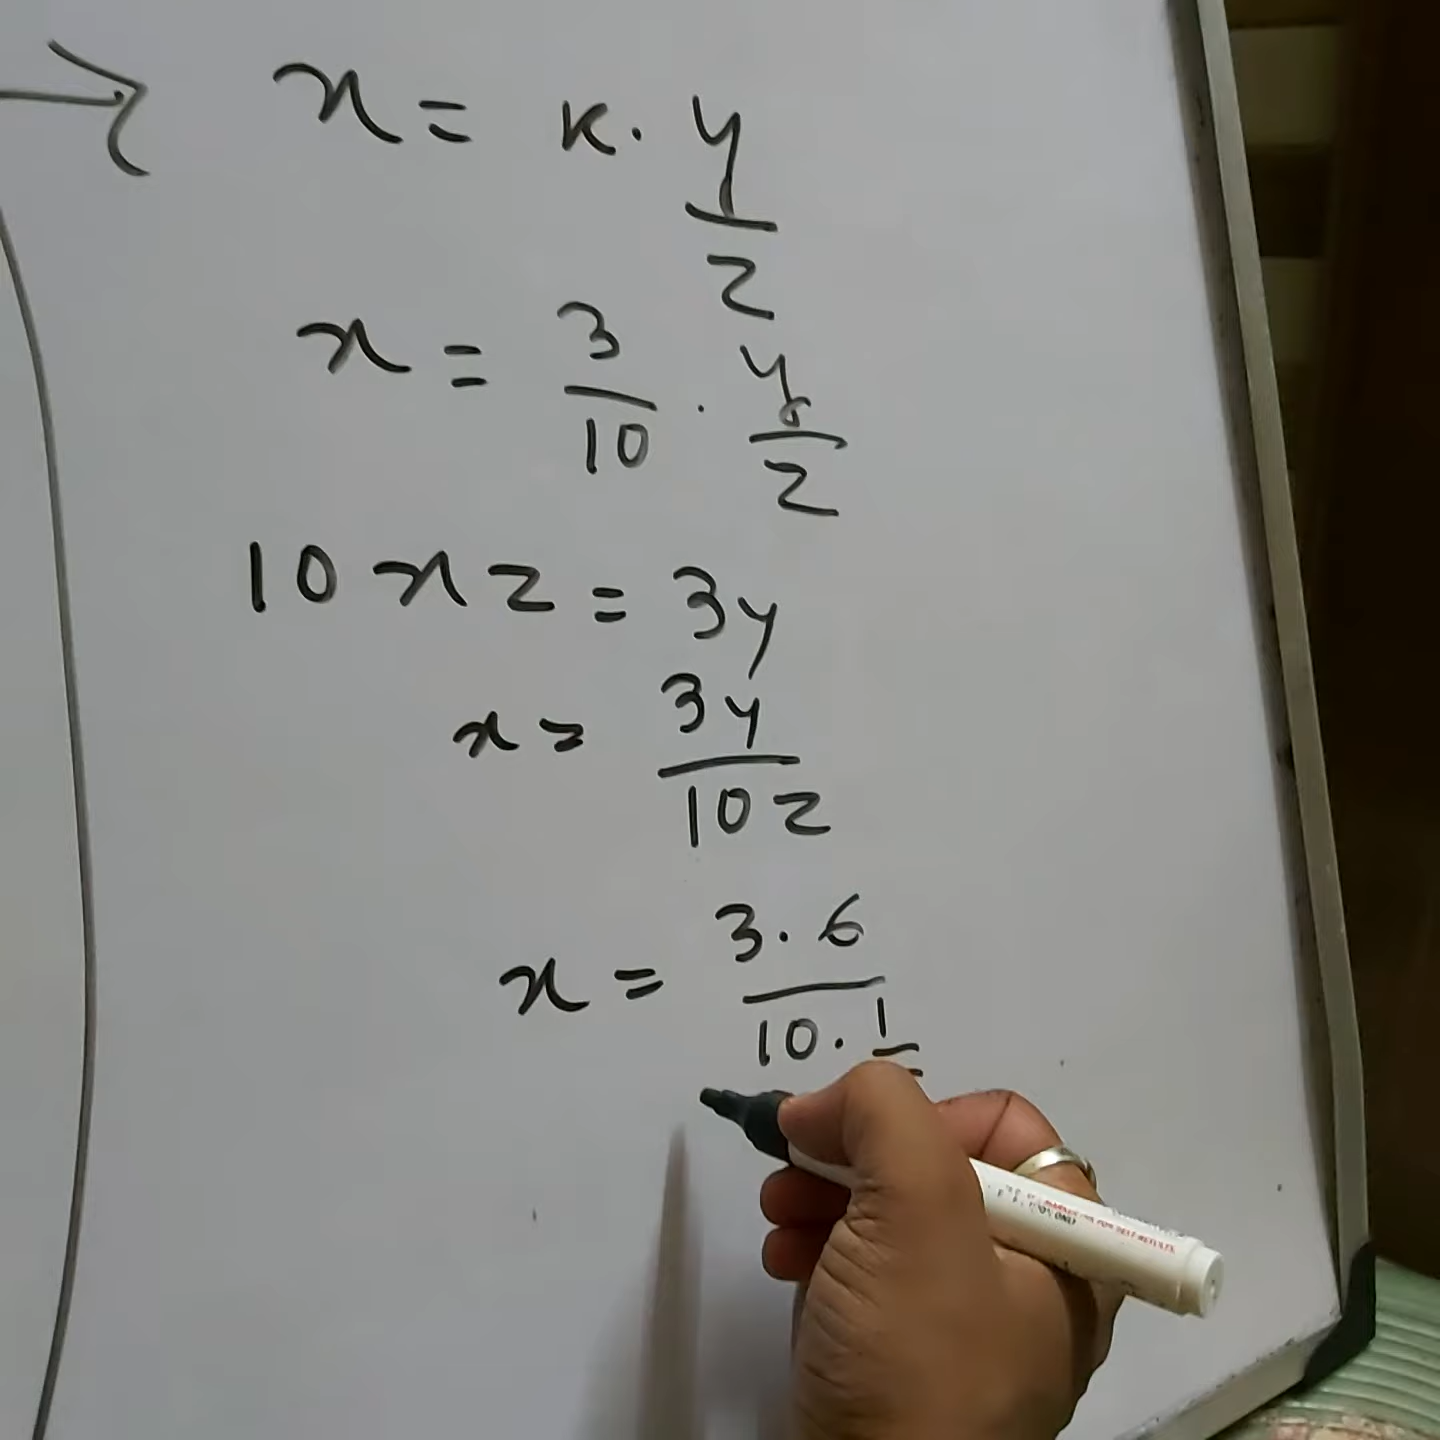 x = K. y/z
x = 3/10 . y/z
10xz = 3y
x = 3y/10z
x = 3.6/10.1